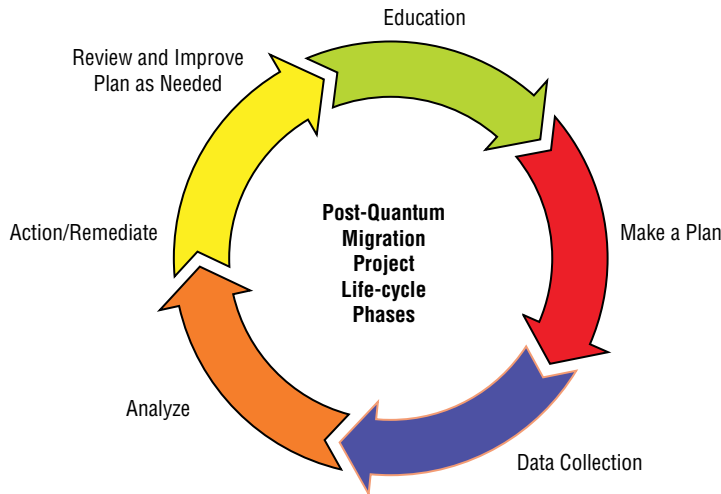 Education
Review and Improve
Plan as Needed
Post-Quantum
Migration
Project
Life-cycle
Phases
Action/Remediate
Make a Plan
Analyze
Data Collection